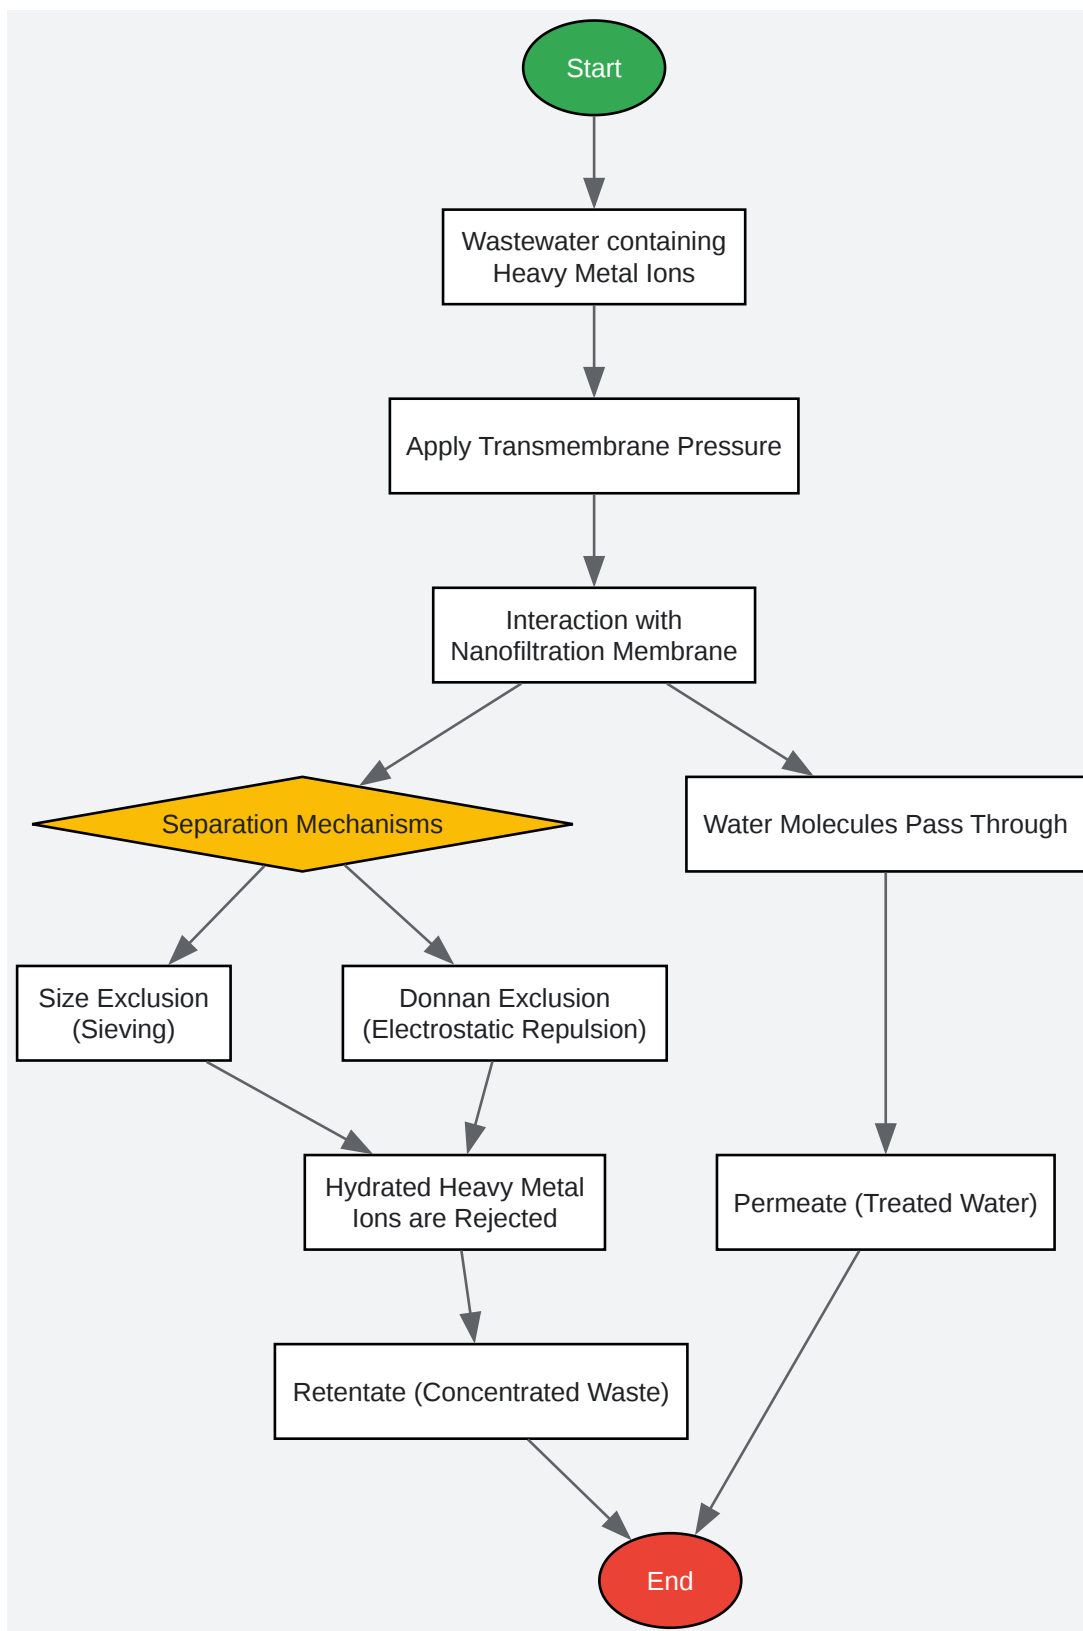 Start
Wastewater containing
Heavy Metal Ions
Apply Transmembrane Pressure
Interaction with
Nanofiltration Membrane
Separation Mechanisms
Water Molecules Pass Through
Size Exclusion
(Sieving)
Donnan Exclusion
(Electrostatic Repulsion)
Hydrated Heavy Metal
Ions are Rejected
Permeate (Treated Water)
Retentate (Concentrated Waste)
End